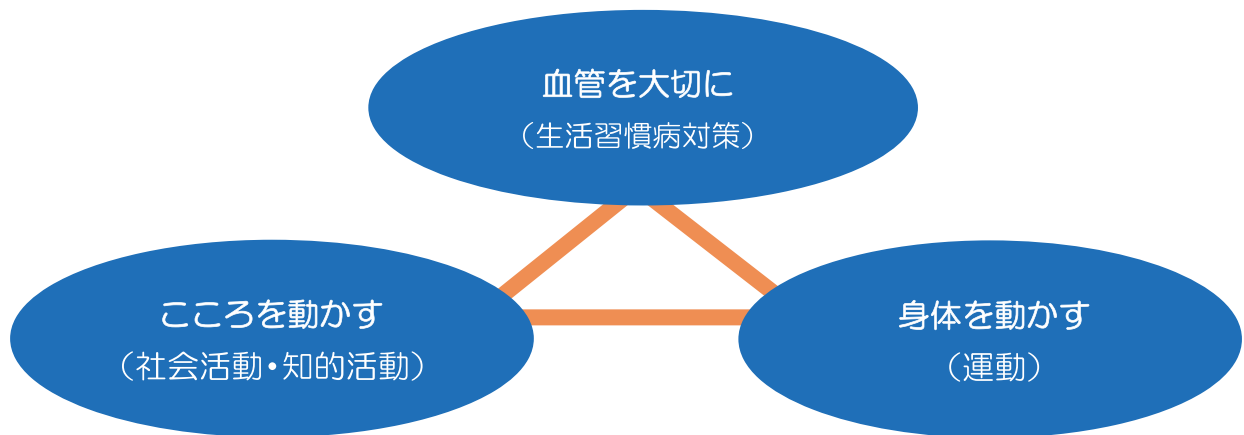 血管を大切に
（生活習慣病対策）
こころを動かす
（社会活動・知的活動）
身体を動かす
（運動）